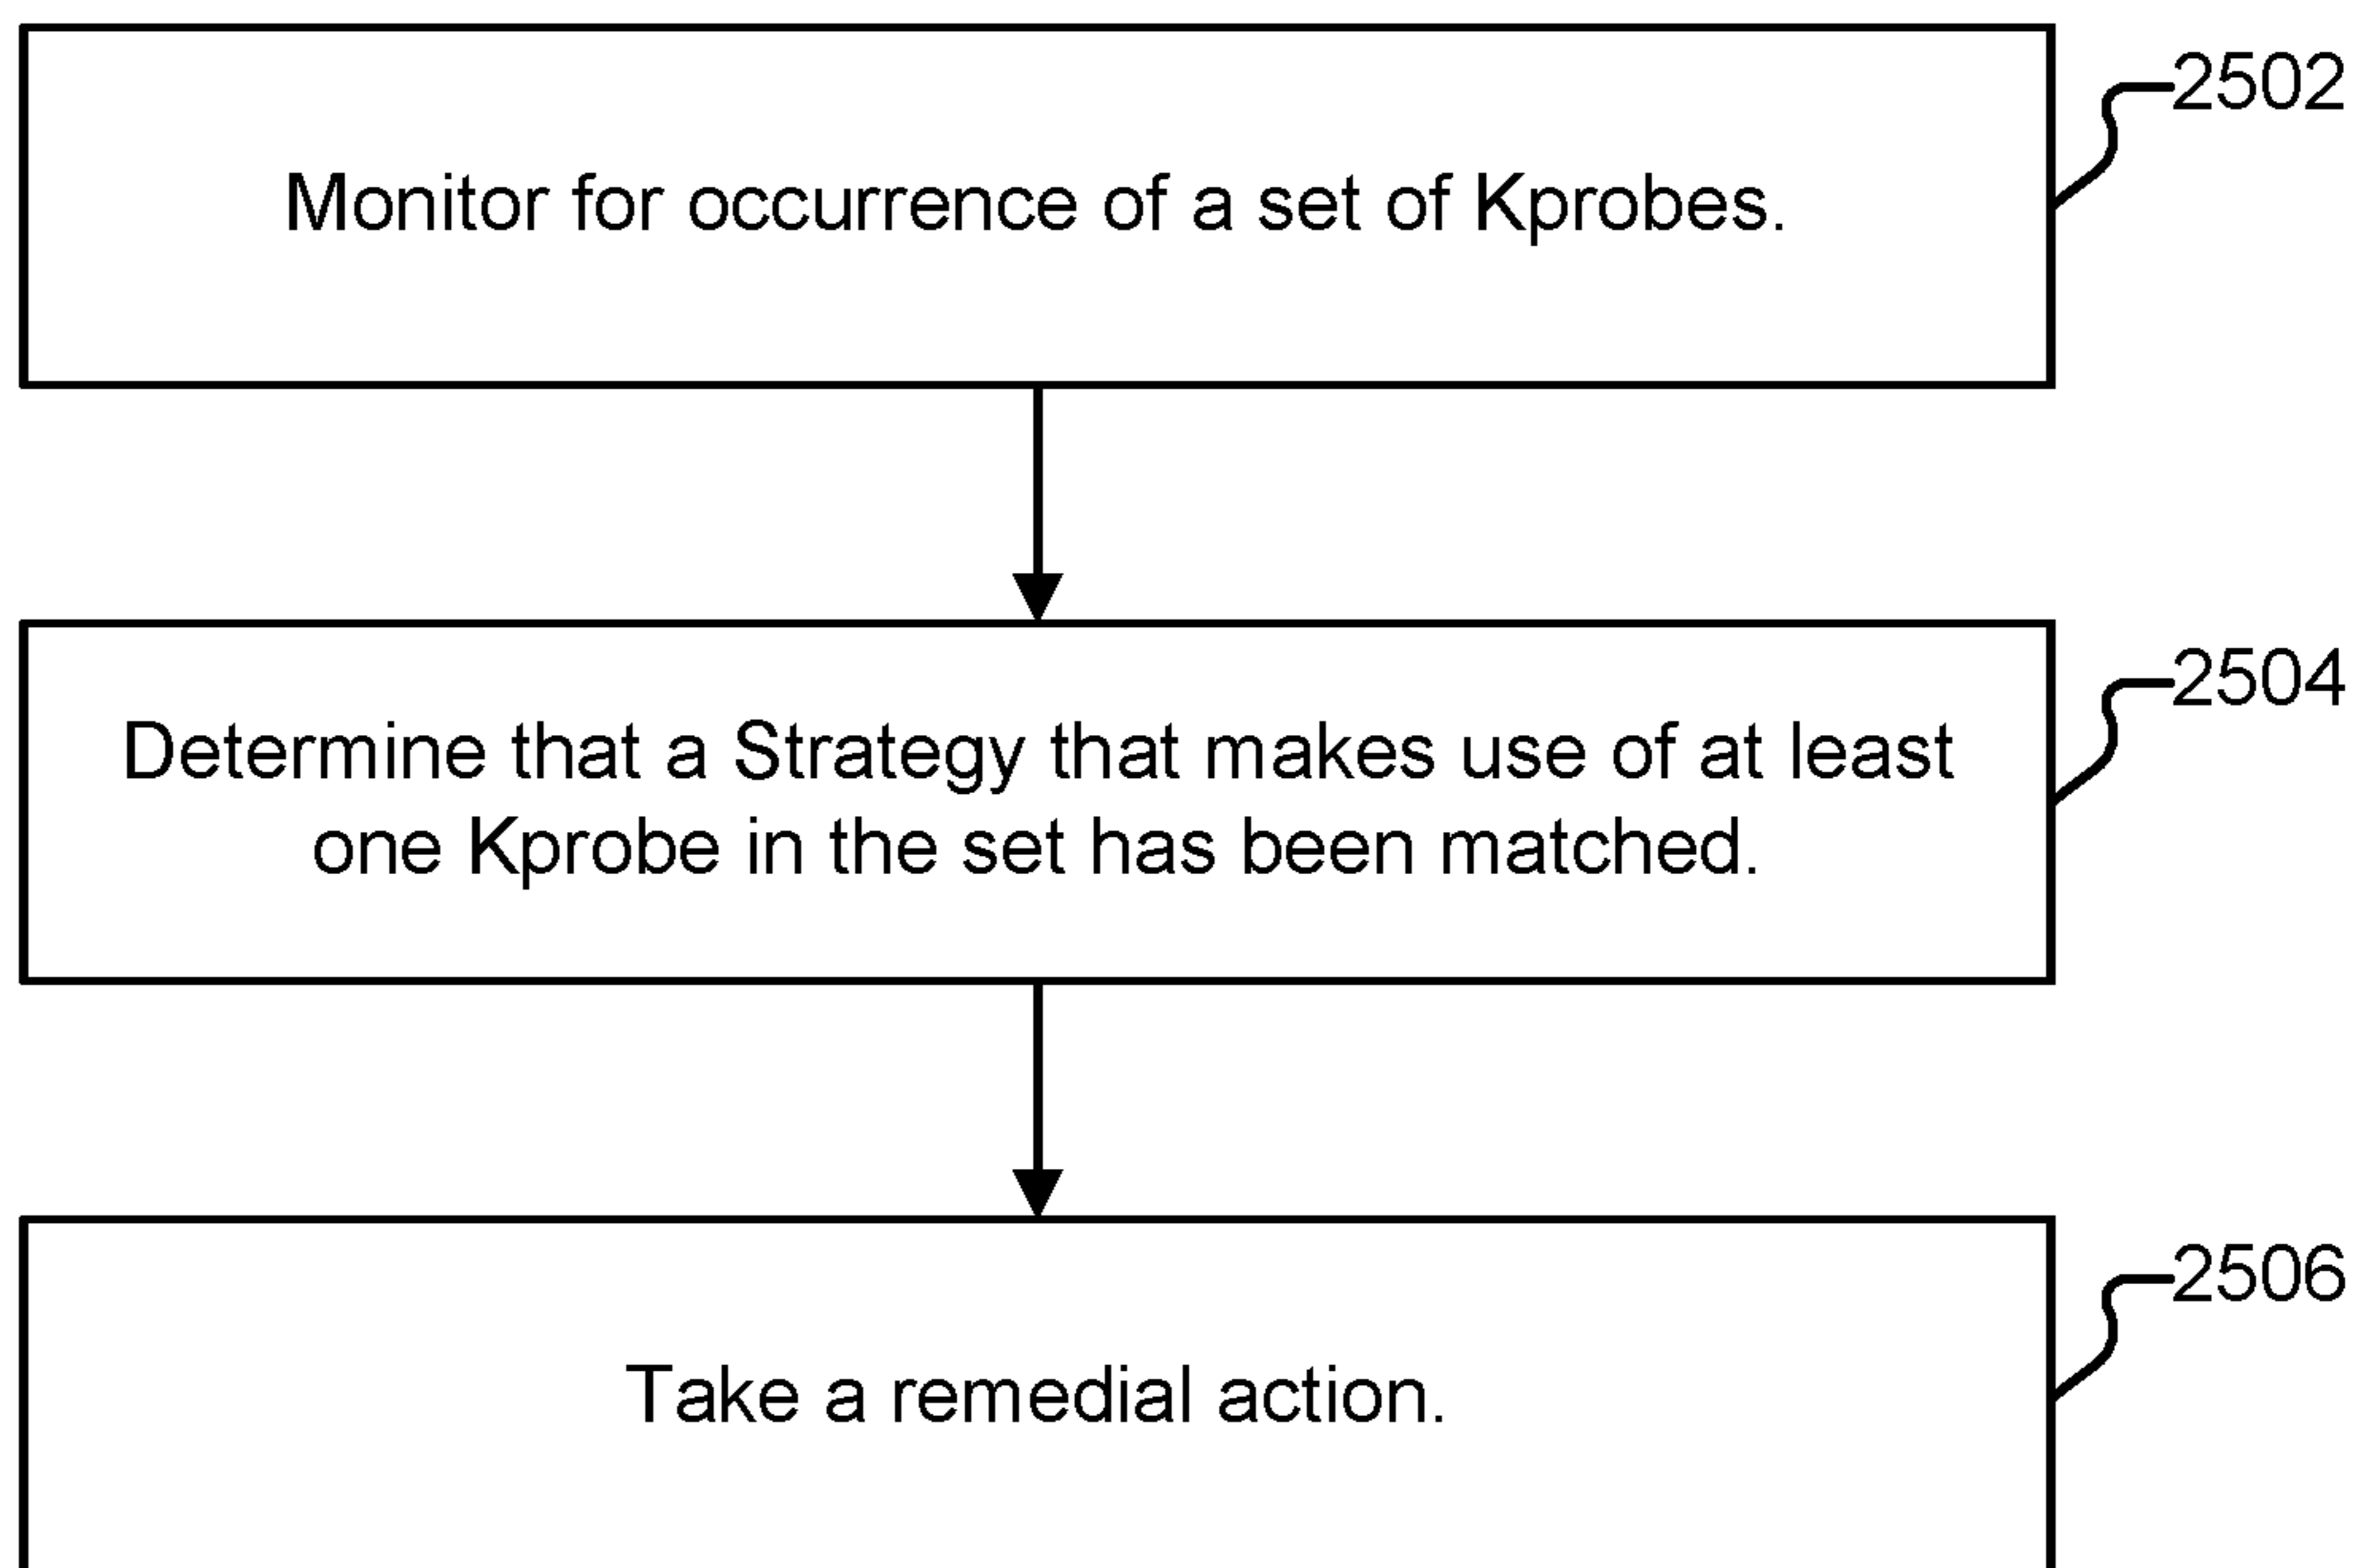 2502
Monitor for occurrence of a set of Kprobes.
2504
Determine that a Strategy that makes use of at least
one Kprobe in the set has been matched.
2506
Take a remedial action.